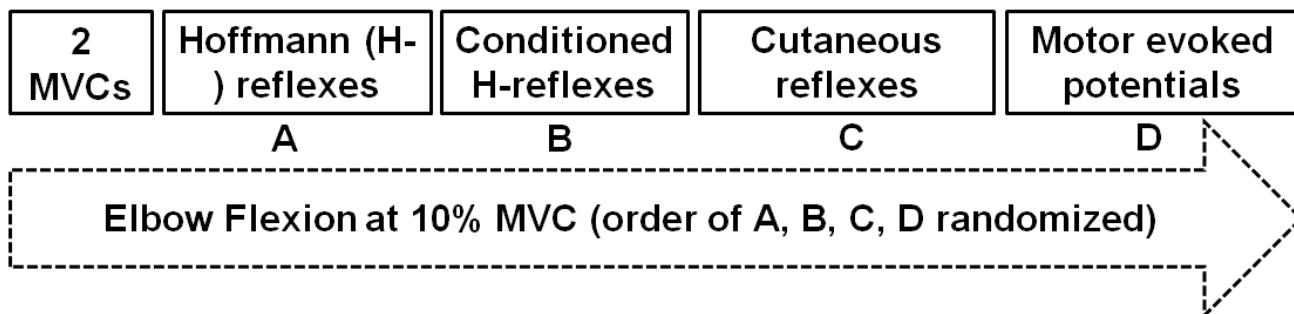 2
MVCs
Hoffmann (H-
) reflexes
Conditioned
H-reflexes
Cutaneous
reflexes
Motor evoked
potentials
A
B
C
D
Elbow Flexion at 10% MVC (order of A, B, C, D randomized)